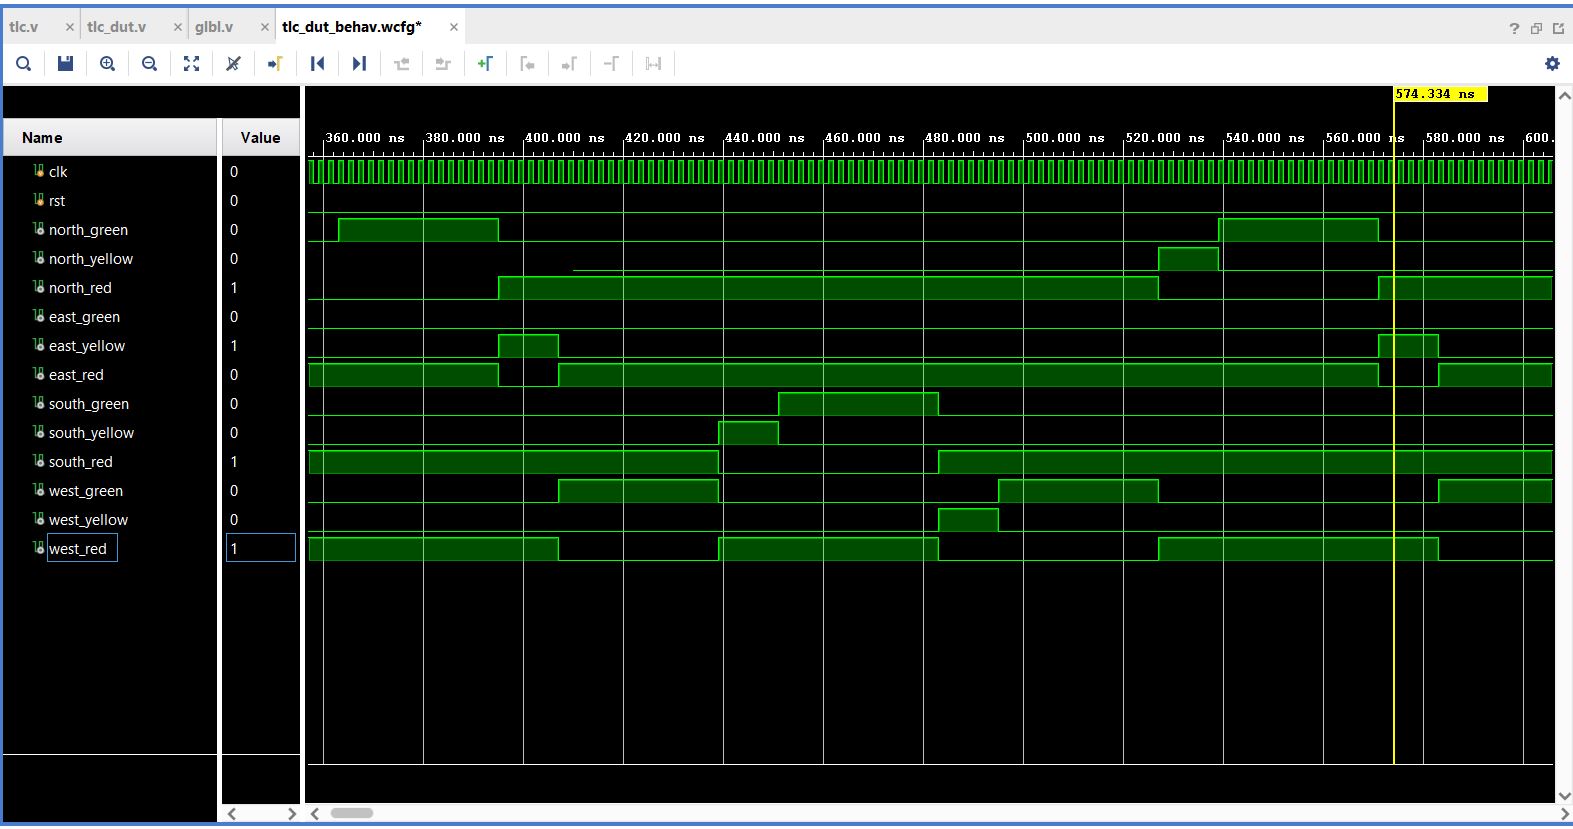 tlc.v × tlc_dut.v × glbl.v × tlc_dut_behav.wcfg* ×
574.334 ns
Name Value
360.000 ns 380.000 ns 400.000 ns 420.000 ns 440.000 ns 460.000 ns 480.000 ns 500.000 ns 520.000 ns 540.000 ns 560.000 ns 580.000 ns 600.
clk 0
rst 0
north_green 0
north_yellow 0
north_red 1
east_green 0
east_yellow 1
east_red 0
south_green 0
south_yellow 0
south_red 1
west_green 0
west_yellow 0
west_red 1